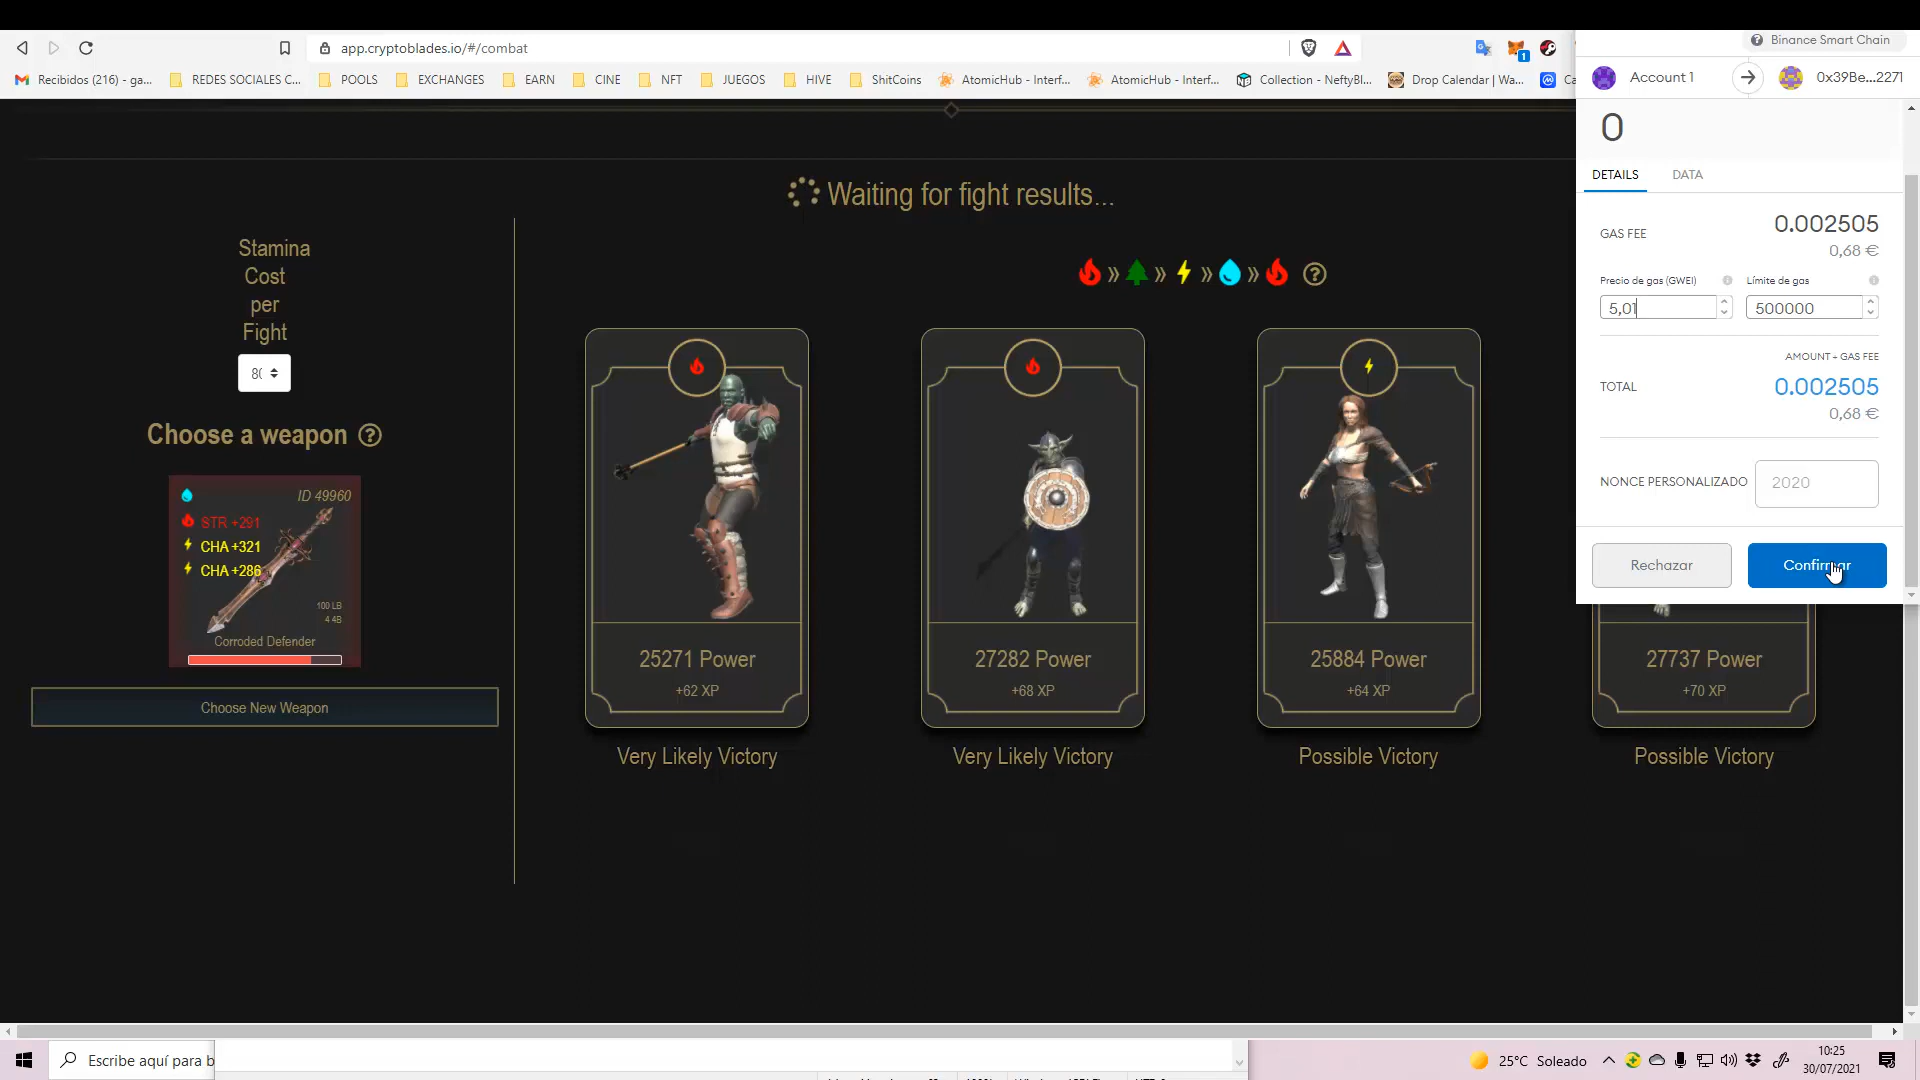 app.cryptoblades.io/#/combat
Binance Smart Chain
Recibidos (216) - ga...
REDES SOCIALES C...
POOLS
EXCHANGES
EARN
CINE
NFT
JUEGOS
HIVE
ShitCoins
AtomicHub - Interf...
AtomicHub - Interf...
Collection - NeftyBl...
Drop Calendar | Wa...
Account 1
0x39Be...2271
0
DETAILS
DATA
GAS FEE
0.002505
0,68 €
Precio de gas (GWEI)
Límite de gas
5,01
500000
AMOUNT + GAS FEE
TOTAL
0.002505
0,68 €
NONCE PERSONALIZADO
2020
Rechazar
Confirmar
Waiting for fight results...
Stamina
Cost
per
Fight
Choose a weapon ?
ID 49960
STR +291
CHA +321
CHA +286
100 LB
4 4B
Corroded Defender
Choose New Weapon
» » » » ?
25271 Power
+62 XP
Very Likely Victory
27282 Power
+68 XP
Very Likely Victory
25884 Power
+64 XP
Possible Victory
27737 Power
+70 XP
Possible Victory
Escribe aquí para b
25°C Soleado
10:25
30/07/2021